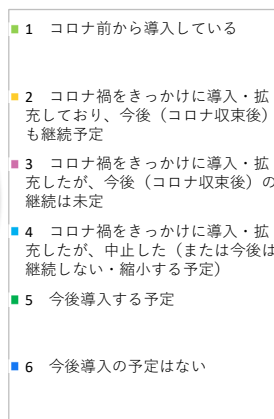 1 コロナ前から導入している
2 コロナ禍をきっかけに導入・拡
充しており、今後（コロナ収束後）
も継続予定
3 コロナ禍をきっかけに導入・拡
充したが、今後（コロナ収束後）の
継続は未定
4 コロナ禍をきっかけに導入・拡
充したが、中止した（または今後は
継続しない・縮小する予定）
5 今後導入する予定
6 今後導入の予定はない